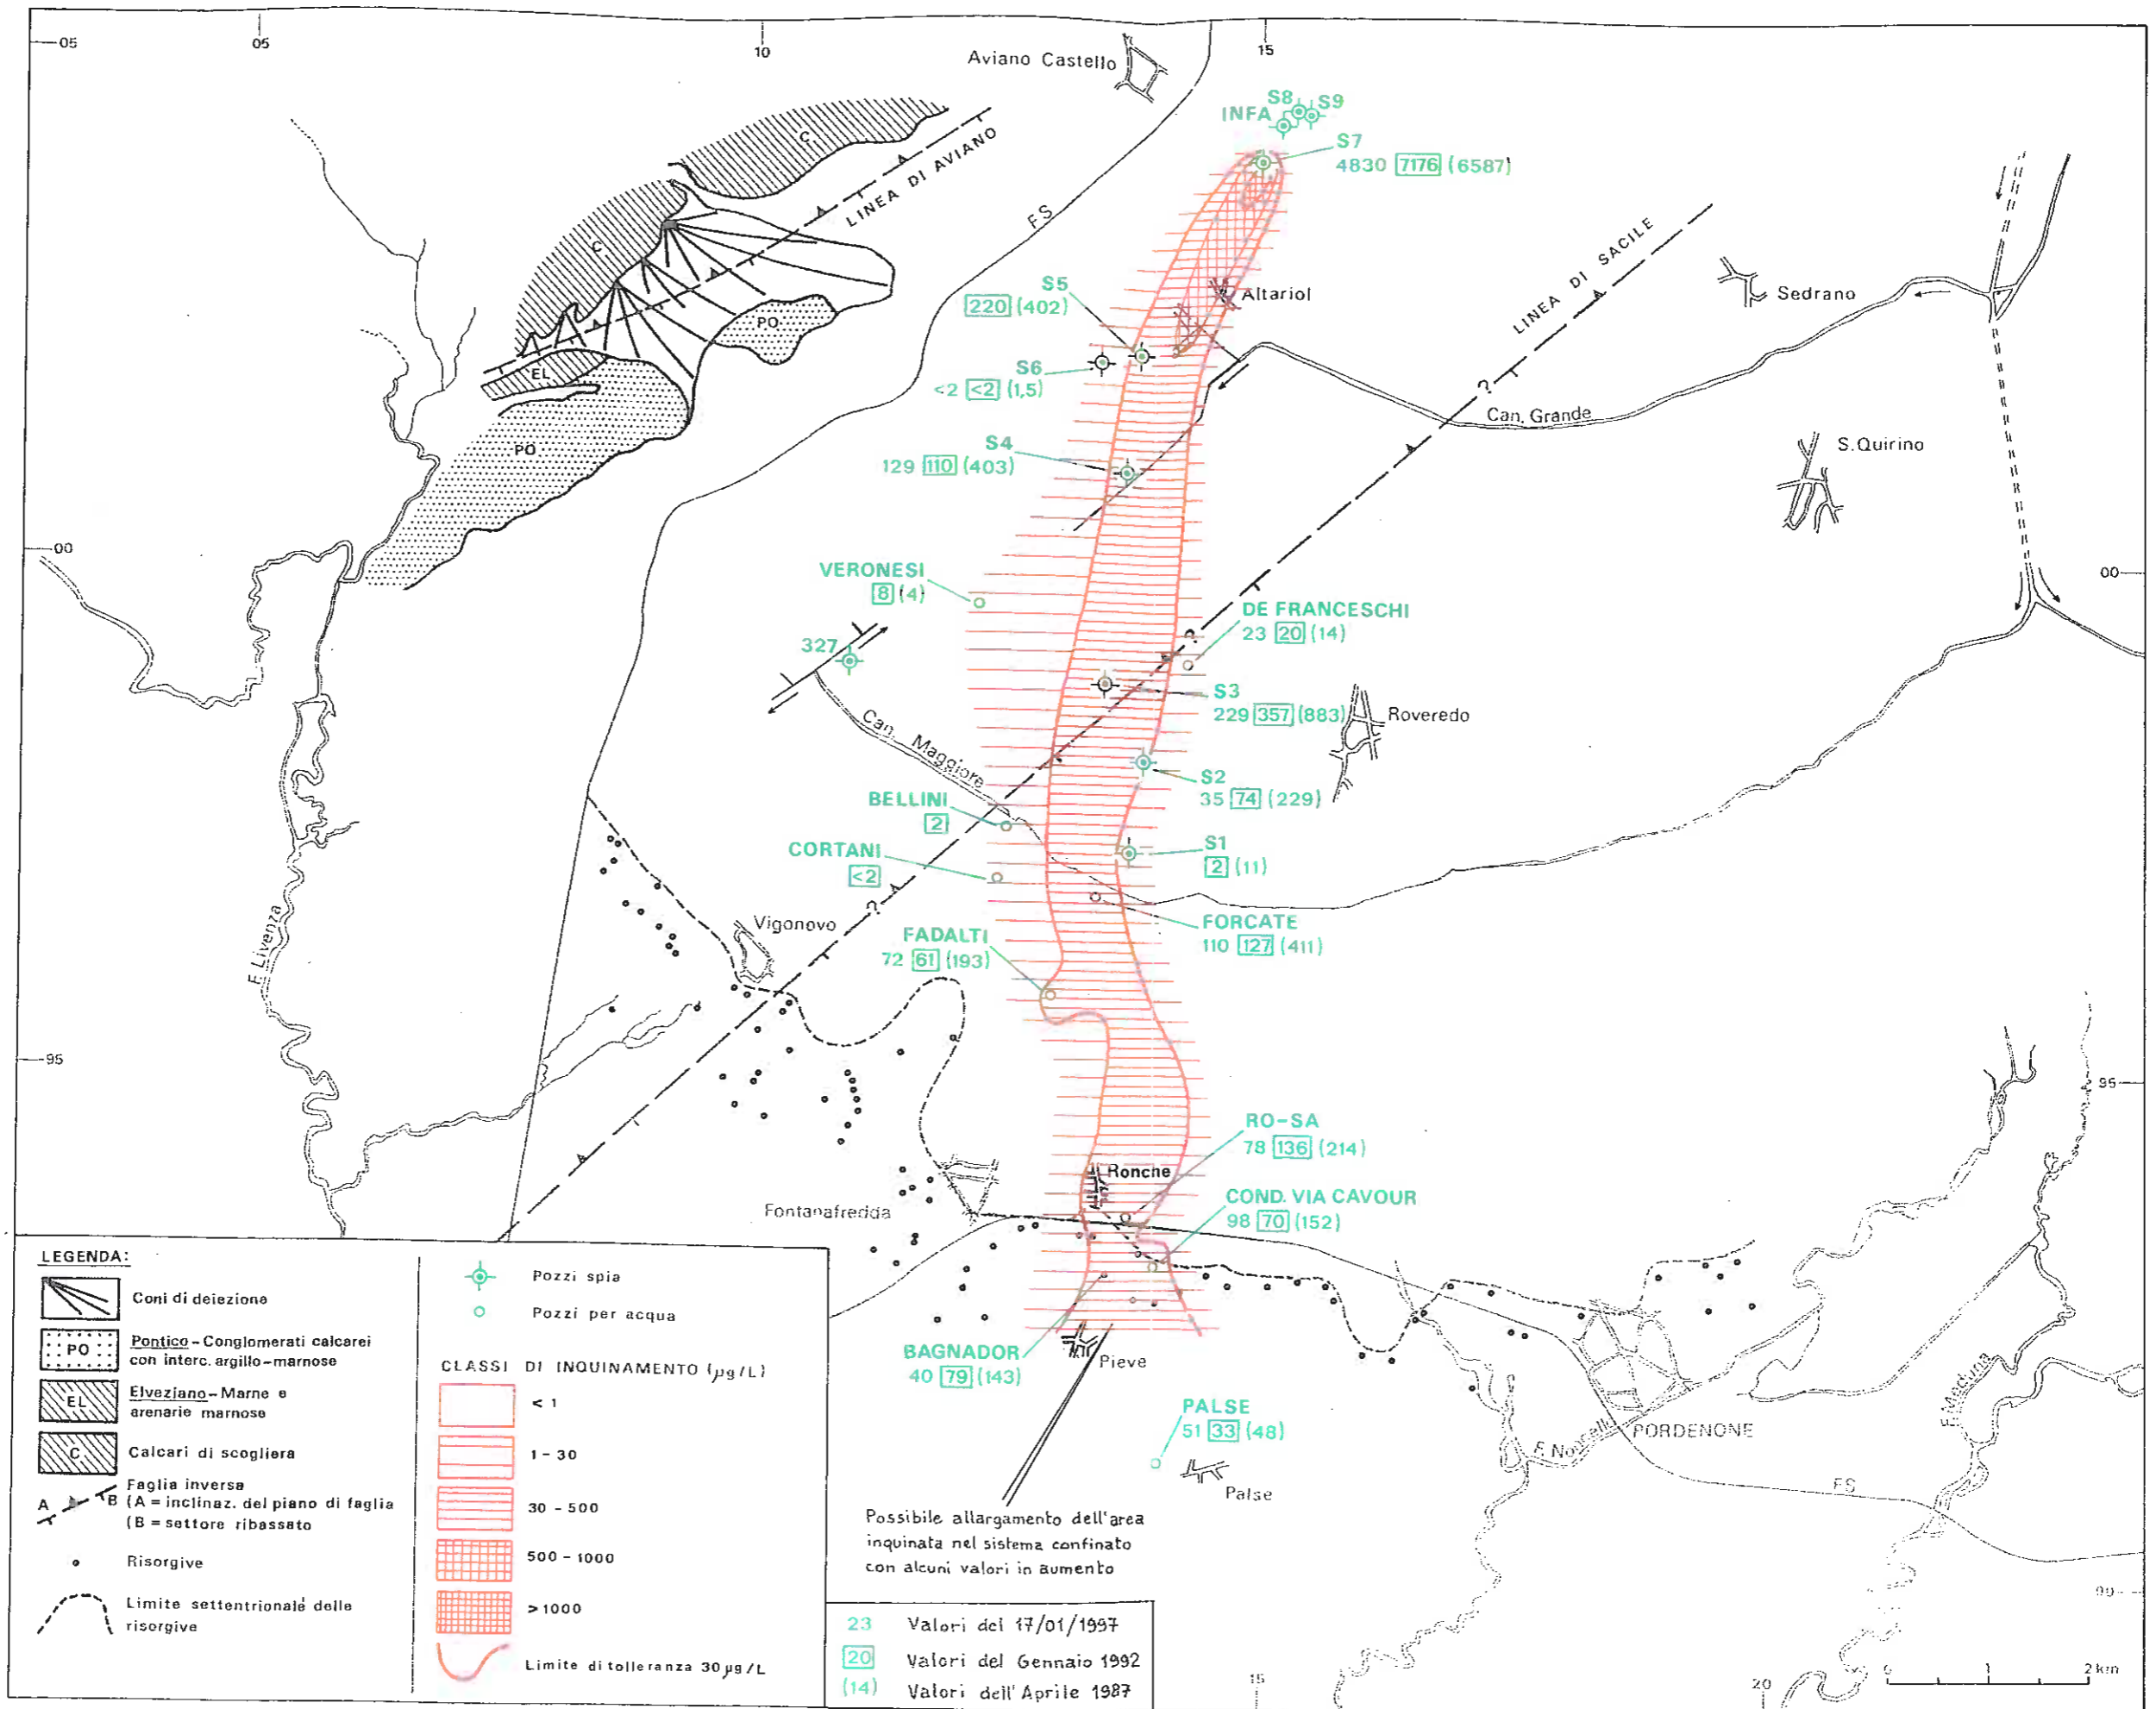 05
05
10
15
Aviano Castello
S8
S9
INFA
S7
4830 7176 (6587)
C
LINEA DI AVIANO
FS
C
LINEA DI SACILE
Sedrano
Altariol
S5
220 (402)
PO
EL
S6
<2 <2 (1,5)
Can. Grande
S.Quirino
PO
S4
129 110 (403)
00
00
VERONESI
8 (4)
DE FRANCESCHI
23 20 (14)
327
S3
229 357 (883)
Roveredo
Can. Maggiore
S2
35 74 (229)
BELLINI
2
CORTANI
<2
S1
2 (11)
?
?
?
Vigonovo
FORCATE
110 127 (411)
F. Livenza
FADALTI
72 61 (193)
95
95
RO-SA
78 136 (214)
Ronche
COND. VIA CAVOUR
98 70 (152)
Fontanafredda
BAGNADOR
40 79 (143)
Pieve
PALSE
51 33 (48)
Palse
F. Noncello
PORDENONE
F. Meduna
FS
Possibile allargamento dell'area
inquinata nel sistema confinato
con alcuni valori in aumento
90
15
20
0 1 2 km
LEGENDA:
Coni di deiezione
PO
Pontico - Conglomerati calcarei
con interc. argillo-marnose
EL
Elveziano - Marne e
arenarie marnose
C
Calcari di scogliera
A B
Faglia inversa
(A = inclinaz. del piano di faglia
(B = settore ribassato
Risorgive
Limite settentrionale delle
risorgive
Pozzi spia
Pozzi per acqua
CLASSI DI INQUINAMENTO (µg/L)
< 1
1 - 30
30 - 500
500 - 1000
> 1000
Limite di tolleranza 30 µg/L
23 Valori del 17/01/1997
20 Valori del Gennaio 1992
(14) Valori dell'Aprile 1987